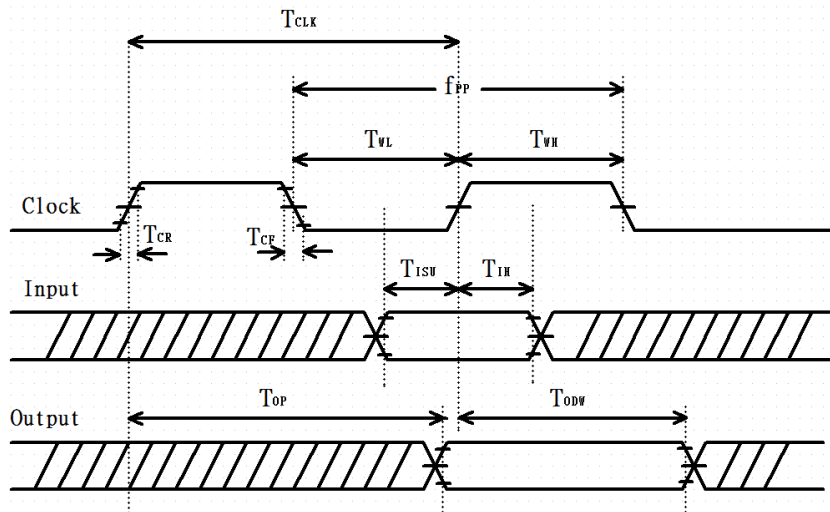 TCLK
fPP
TWL TWH
Clock
TCR TCF
TISU TIH
Input
TOP TODW
Output